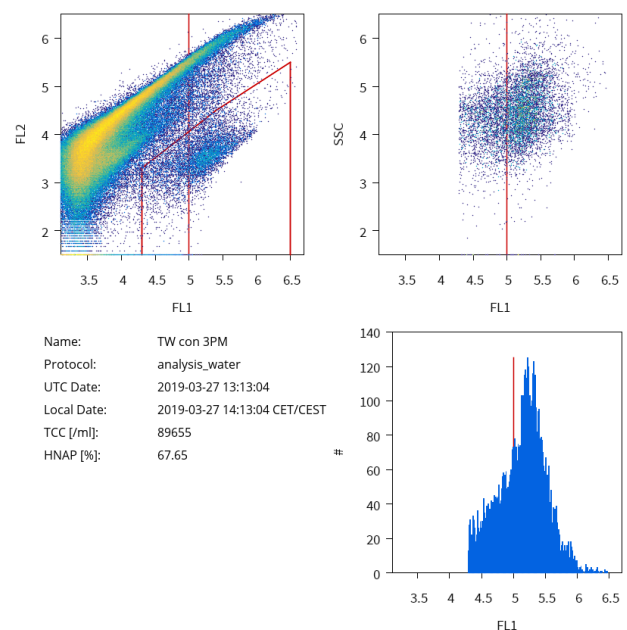 6
5
4
3
2
FL2
3.5 4 4.5 5 5.5 6 6.5
FL1
6
5
4
3
2
SSC
3.5 4 4.5 5 5.5 6 6.5
FL1
Name: TW con 3PM
Protocol: analysis_water
UTC Date: 2019-03-27 13:13:04
Local Date: 2019-03-27 14:13:04 CET/CEST
TCC [/ml]: 89655
HNAP [%]: 67.65
140
120
100
80
60
40
20
0
#
3.5 4 4.5 5 5.5 6 6.5
FL1